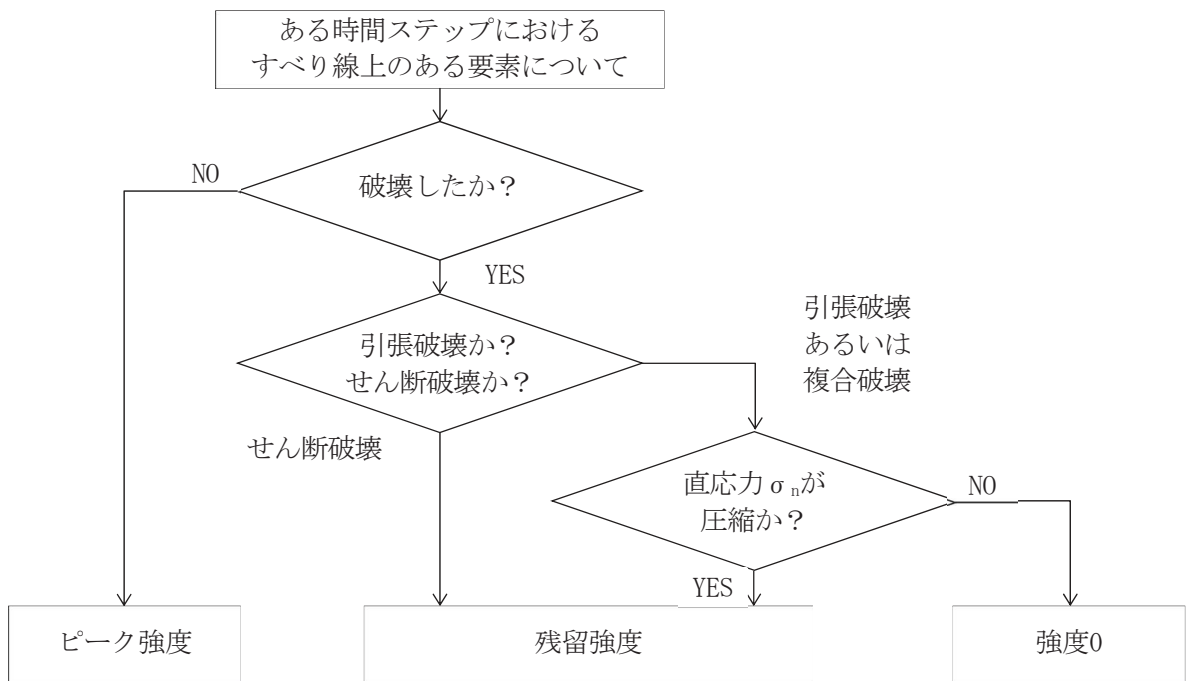 ある時間ステップにおける
すべり線上のある要素について
NO
破壊したか？
YES
引張破壊か？
せん断破壊か？
引張破壊
あるいは
複合破壊
せん断破壊
直応力σnが
圧縮か？
NO
YES
ピーク強度
残留強度
強度0